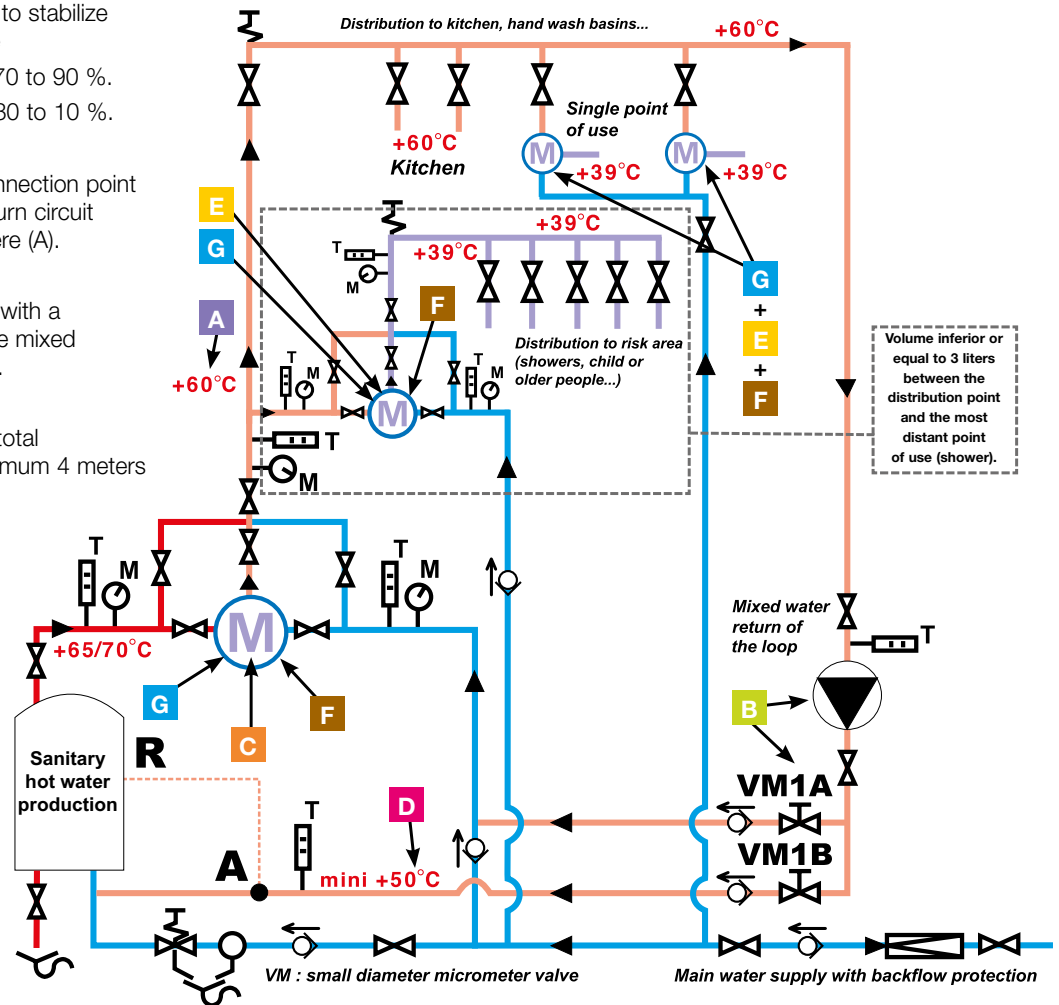 to stabilize
70 to 90 %.
30 to 10 %.
nnection point
urn circuit
ere (A).
with a
e mixed
.
total
mum 4 meters
Distribution to kitchen, hand wash basins...
+60°C
+60°C
Kitchen
Single point
of use
M
M
+39°C
+39°C
E
G
A
+60°C
+39°C
+39°C
T
M
F
Distribution to risk area
(showers, child or
older people...)
T
M
M
T
M
T
M
G
+
E
+
F
Volume inferior or
equal to 3 liters
between the
distribution point
and the most
distant point
of use (shower).
T
M
T
M
M
+65/70°C
G
C
F
Mixed water
return of
the loop
T
B
Sanitary
hot water
production
R
D
VM1A
T
A
mini +50°C
VM1B
VM : small diameter micrometer valve
Main water supply with backflow protection